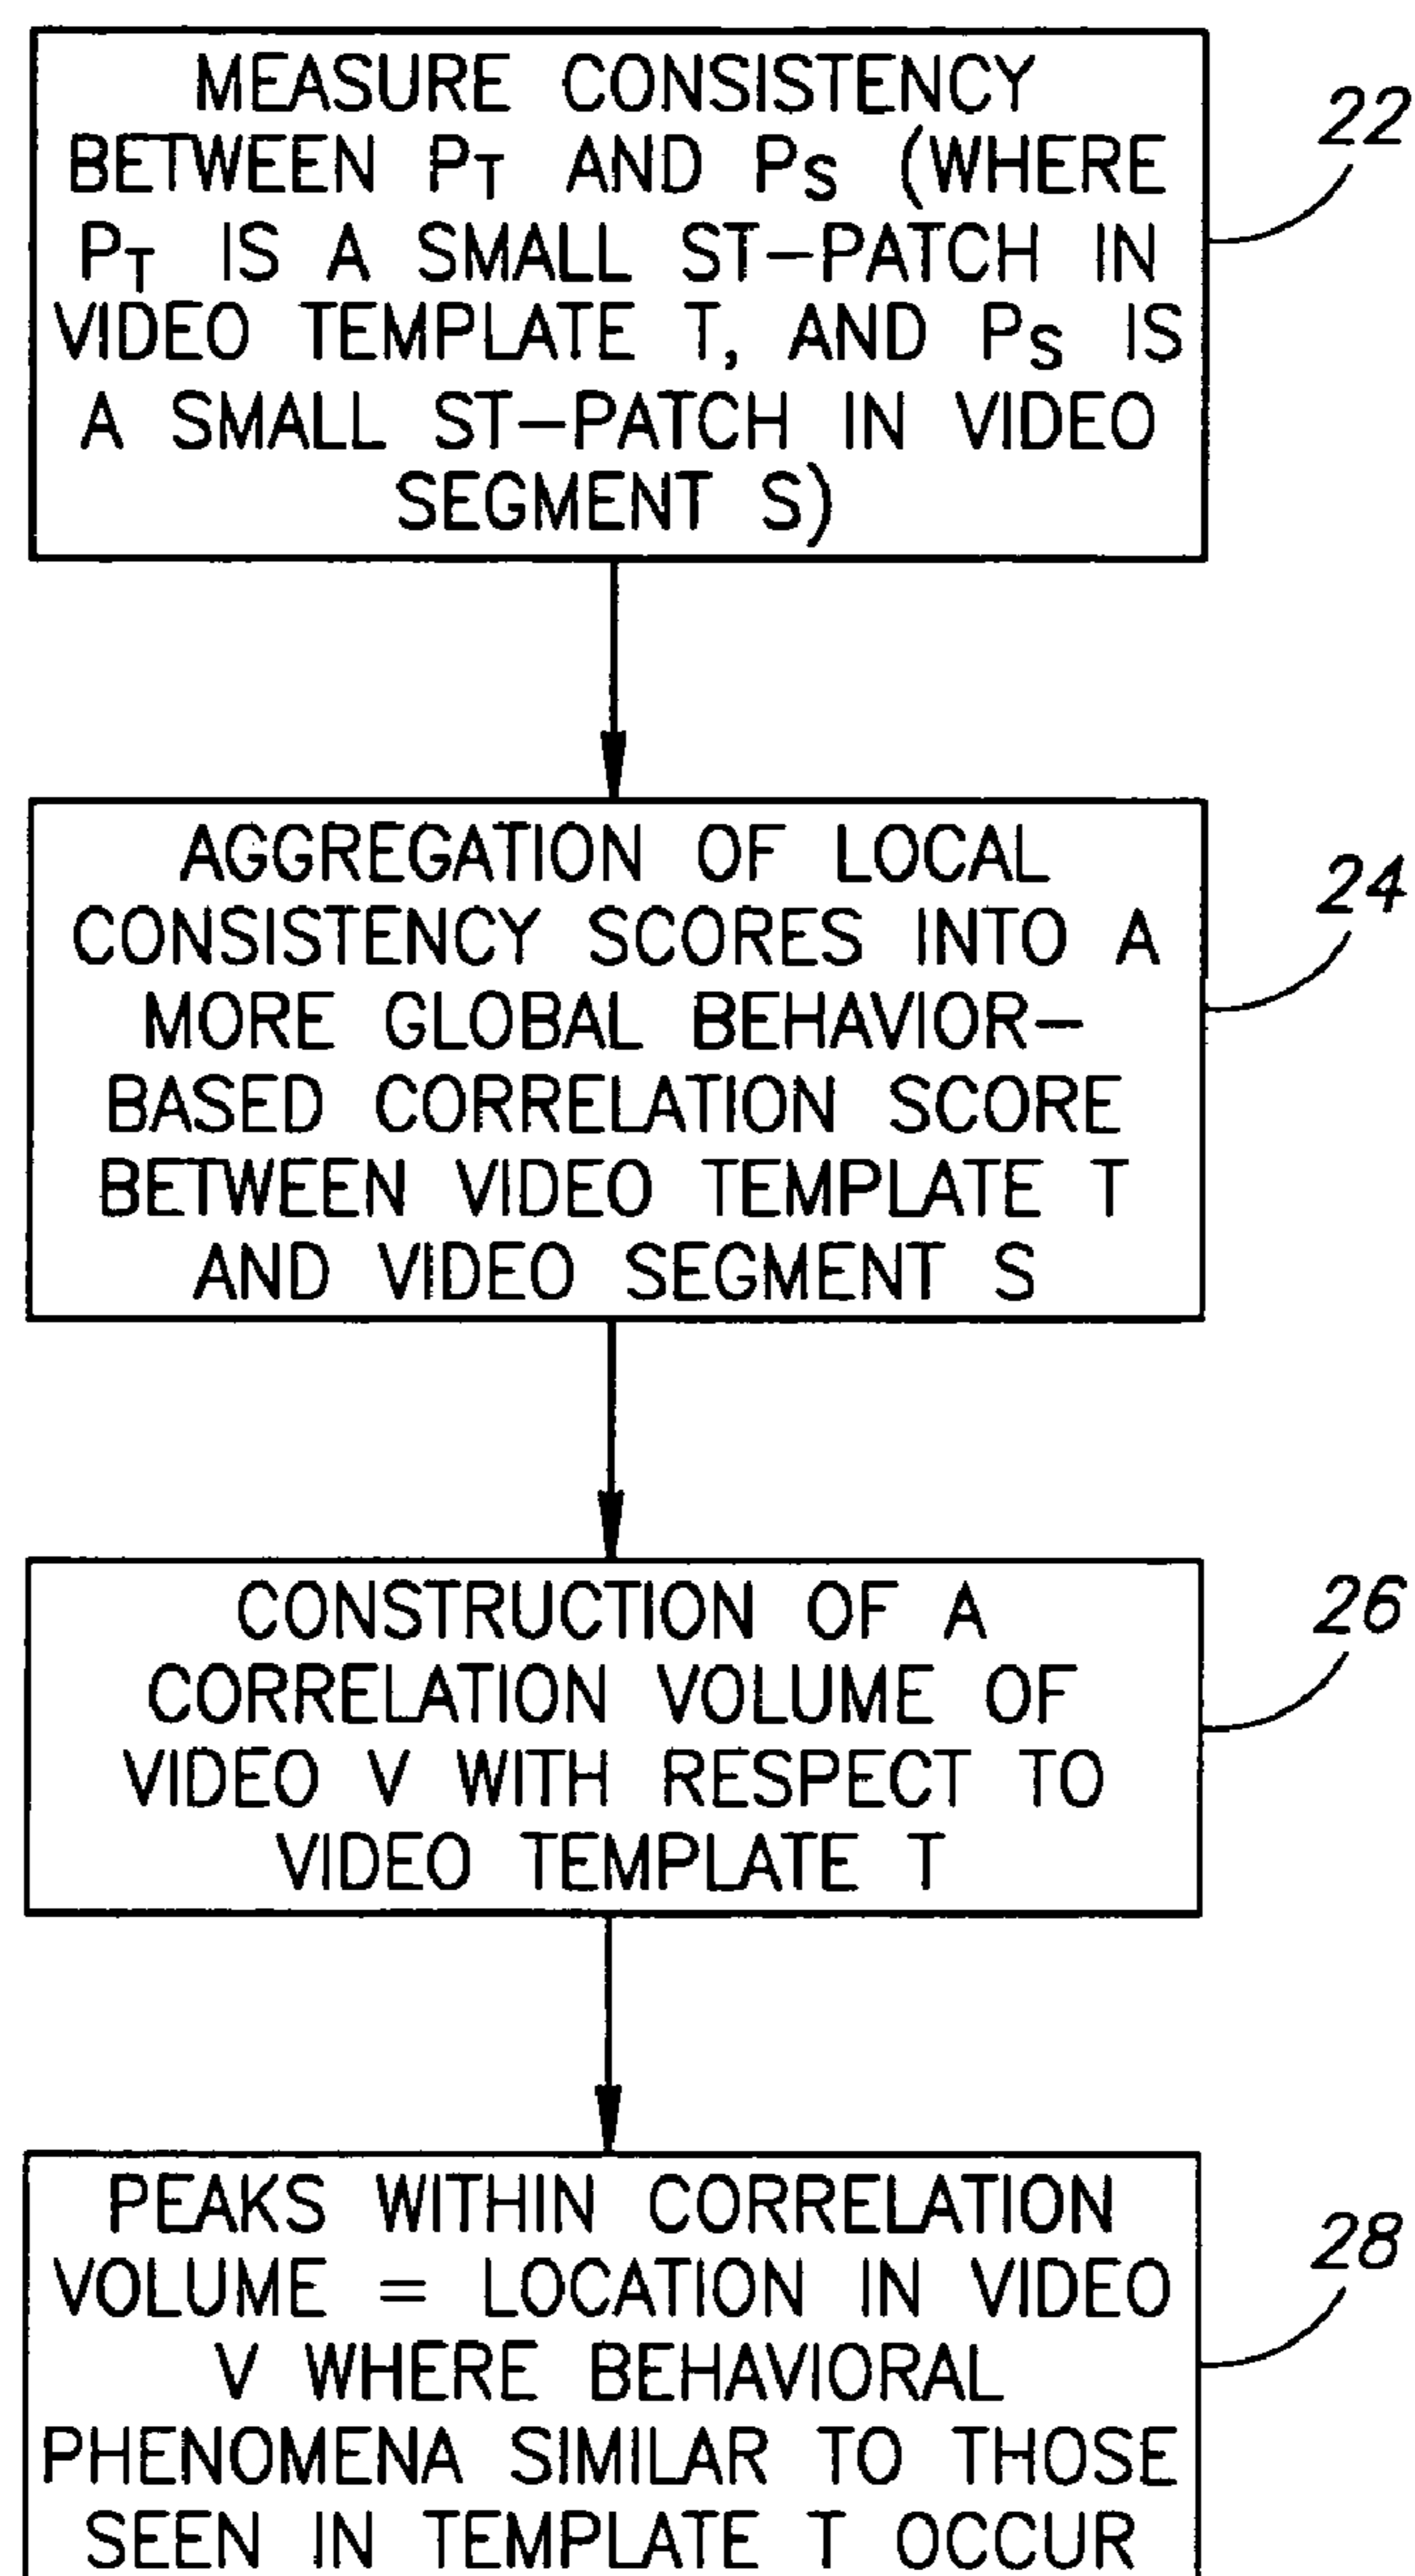 MEASURE CONSISTENCY
BETWEEN PT AND PS (WHERE
PT IS A SMALL ST-PATCH IN
VIDEO TEMPLATE T, AND PS IS
A SMALL ST-PATCH IN VIDEO
SEGMENT S)
22
AGGREGATION OF LOCAL
CONSISTENCY SCORES INTO A
MORE GLOBAL BEHAVIOR-
BASED CORRELATION SCORE
BETWEEN VIDEO TEMPLATE T
AND VIDEO SEGMENT S
24
CONSTRUCTION OF A
CORRELATION VOLUME OF
VIDEO V WITH RESPECT TO
VIDEO TEMPLATE T
26
PEAKS WITHIN CORRELATION
VOLUME = LOCATION IN VIDEO
V WHERE BEHAVIORAL
PHENOMENA SIMILAR TO THOSE
SEEN IN TEMPLATE T OCCUR
28